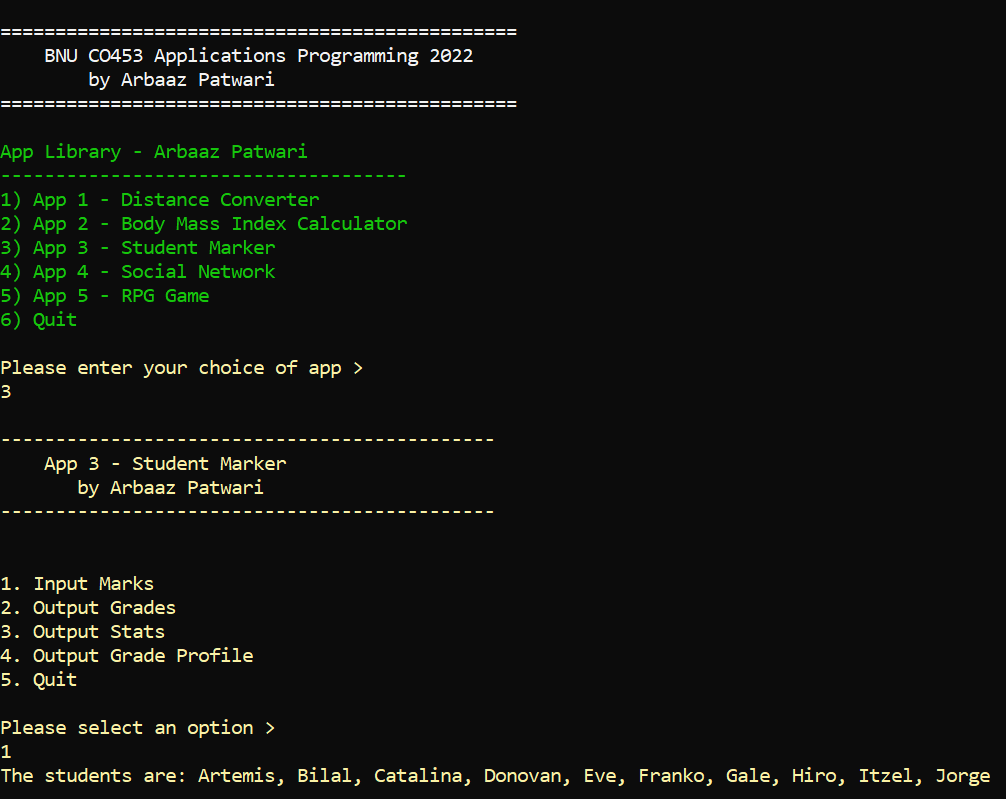 ===============================================
BNU CO453 Applications Programming 2022
by Arbaaz Patwari
===============================================
App Library - Arbaaz Patwari
-------------------------------------
1) App 1 - Distance Converter
2) App 2 - Body Mass Index Calculator
3) App 3 - Student Marker
4) App 4 - Social Network
5) App 5 - RPG Game
6) Quit
Please enter your choice of app >
3
---------------------------------------------
App 3 - Student Marker
by Arbaaz Patwari
---------------------------------------------
1. Input Marks
2. Output Grades
3. Output Stats
4. Output Grade Profile
5. Quit
Please select an option >
1
The students are: Artemis, Bilal, Catalina, Donovan, Eve, Franko, Gale, Hiro, Itzel, Jorge